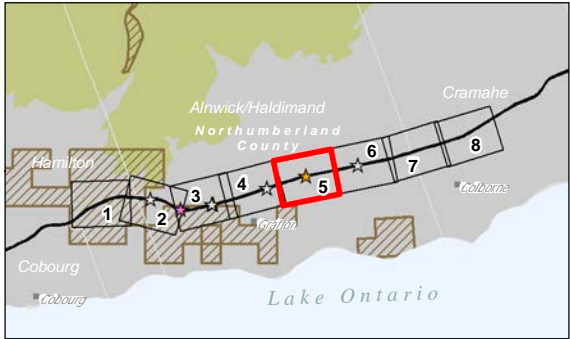 Cramahe
Alnwick/Haldimand
Northumberland
County
Hamilton
1
2
3
4
5
6
7
8
Colborne
Grafton
Cobourg
Cobourg
Lake Ontario